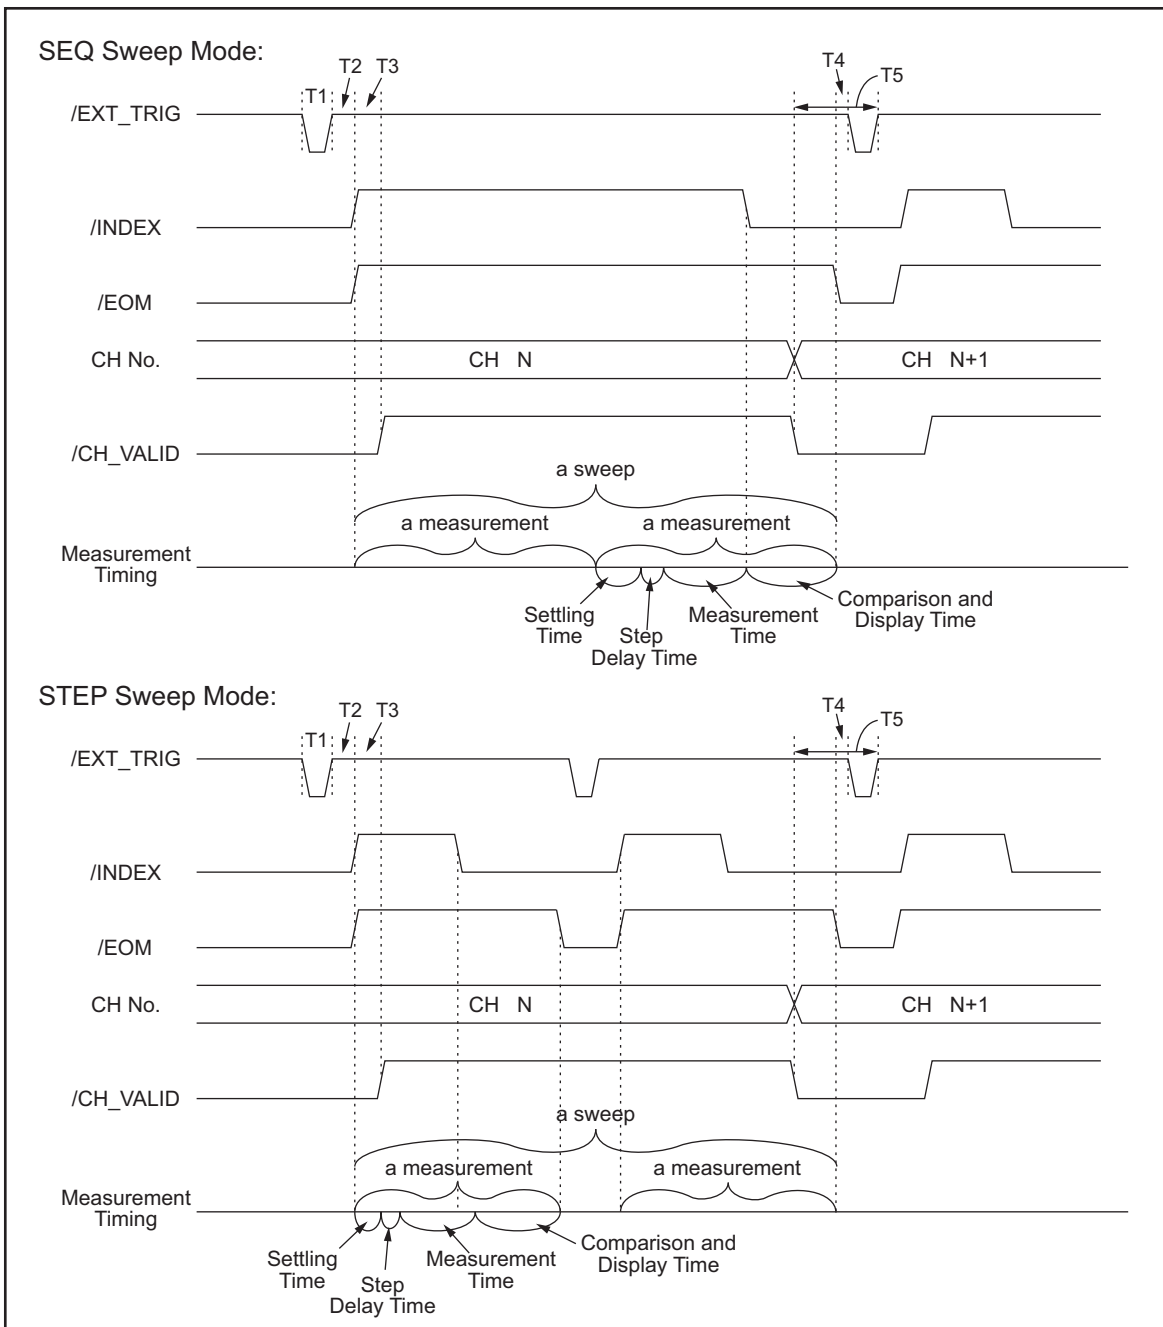 SEQ Sweep Mode:
T1
T2
T3
T4
T5
/EXT_TRIG
/INDEX
/EOM
CH No.
CH N
CH N+1
/CH_VALID
a sweep
a measurement
a measurement
Measurement
Timing
Settling
Time
Step
Delay Time
Measurement
Time
Comparison and
Display Time
STEP Sweep Mode:
T1
T2
T3
T4
T5
/EXT_TRIG
/INDEX
/EOM
CH No.
CH N
CH N+1
/CH_VALID
a sweep
a measurement
a measurement
Measurement
Timing
Settling
Time
Step
Delay Time
Measurement
Time
Comparison and
Display Time